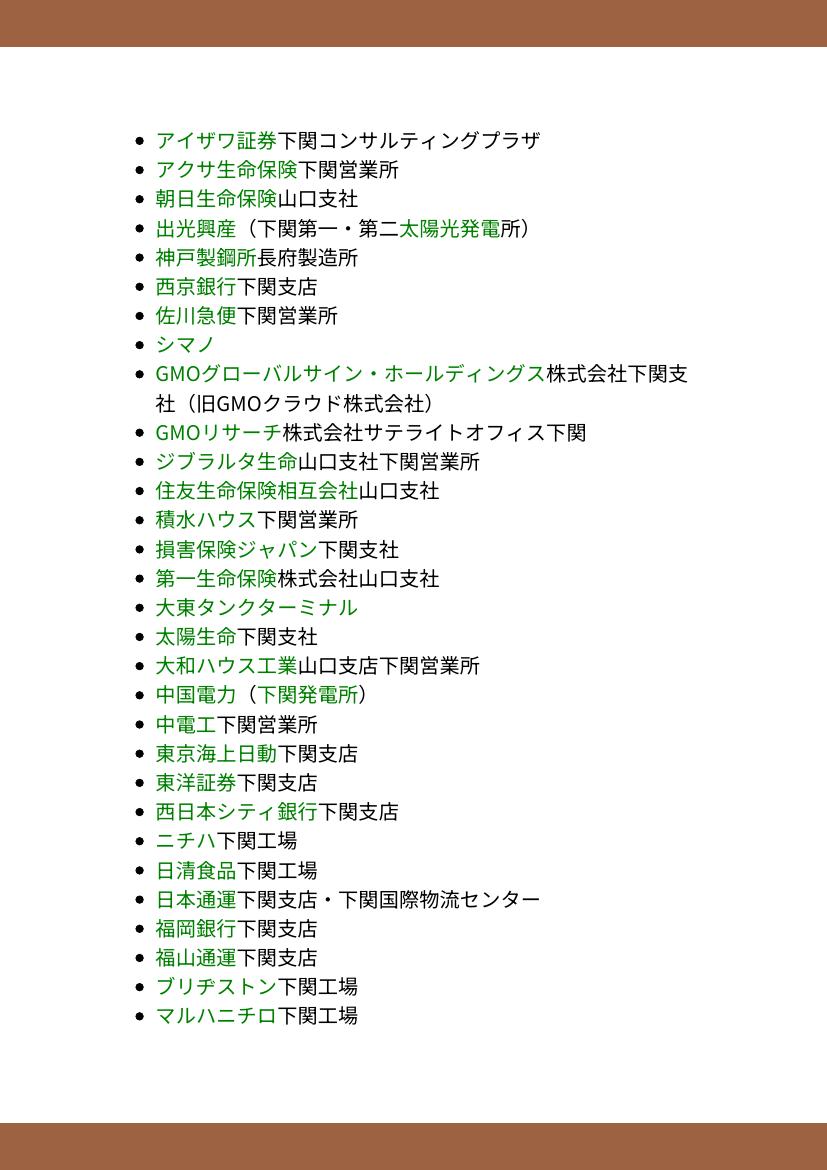 アイザワ証券下関コンサルティングプラザ
アクサ生命保険下関営業所
朝日生命保険山口支社
出光興産（下関第一・第二太陽光発電所）
神戸製鋼所長府製造所
西京銀行下関支店
佐川急便下関営業所
シマノ
GMOグローバルサイン・ホールディングス株式会社下関支
社（旧GMOクラウド株式会社）
GMOリサーチ株式会社サテライトオフィス下関
ジブラルタ生命山口支社下関営業所
住友生命保険相互会社山口支社
積水ハウス下関営業所
損害保険ジャパン下関支社
第一生命保険株式会社山口支社
大東タンクターミナル
太陽生命下関支社
大和ハウス工業山口支店下関営業所
中国電力（下関発電所）
中電工下関営業所
東京海上日動下関支店
東洋証券下関支店
西日本シティ銀行下関支店
ニチハ下関工場
日清食品下関工場
日本通運下関支店・下関国際物流センター
福岡銀行下関支店
福山通運下関支店
ブリヂストン下関工場
マルハニチロ下関工場